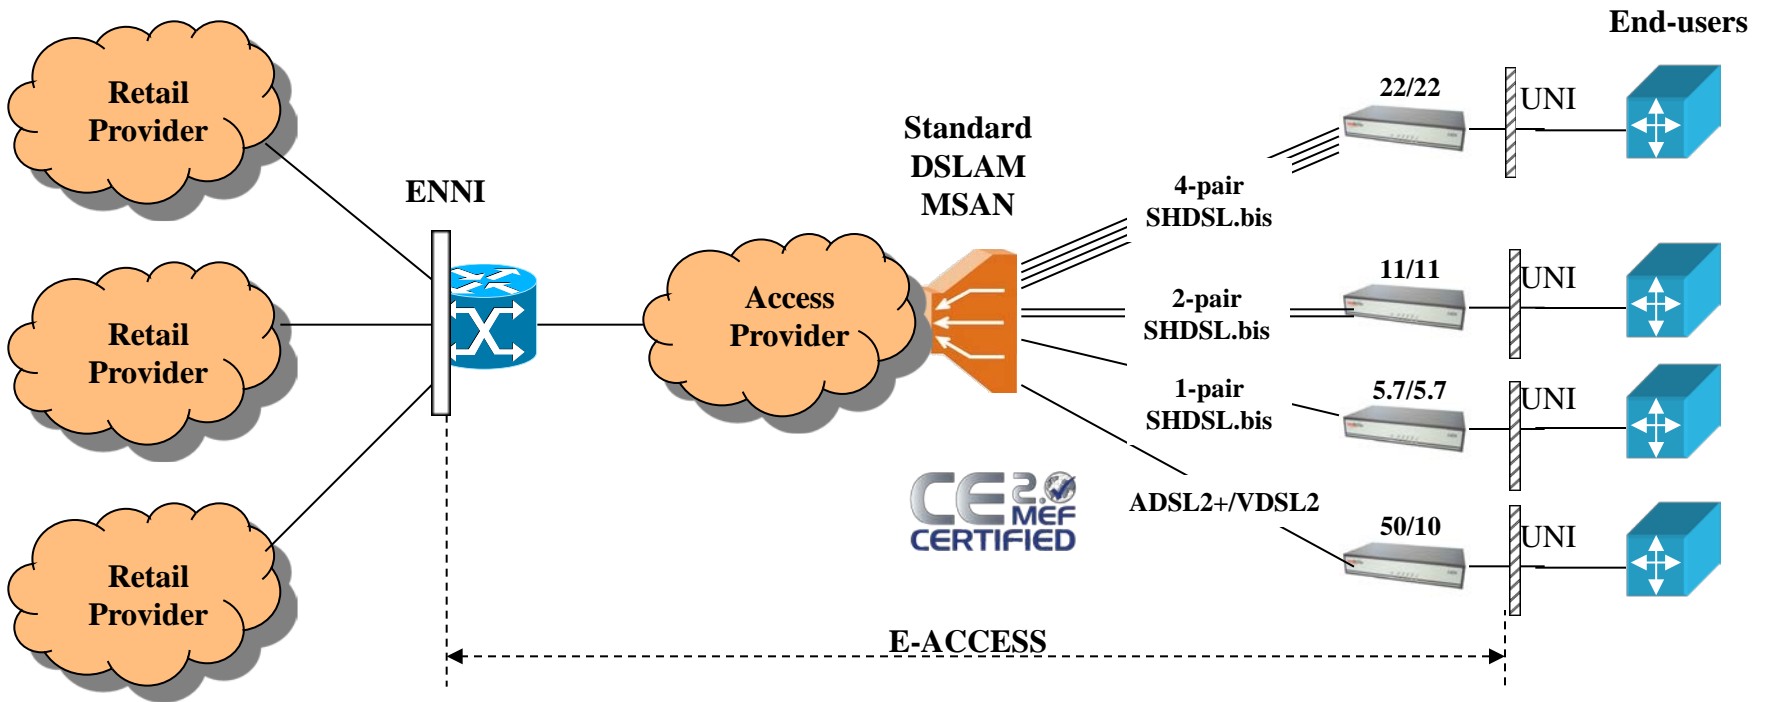 End-users
Retail
Provider
ENNI
Standard
DSLAM
MSAN
22/22
UNI
4-pair
SHDSL.bis
Retail
Provider
Access
Provider
2-pair
SHDSL.bis
11/11
UNI
1-pair
SHDSL.bis
5.7/5.7
UNI
CE 2.0
MEF
CERTIFIED
ADSL2+/VDSL2
50/10
UNI
Retail
Provider
E-ACCESS